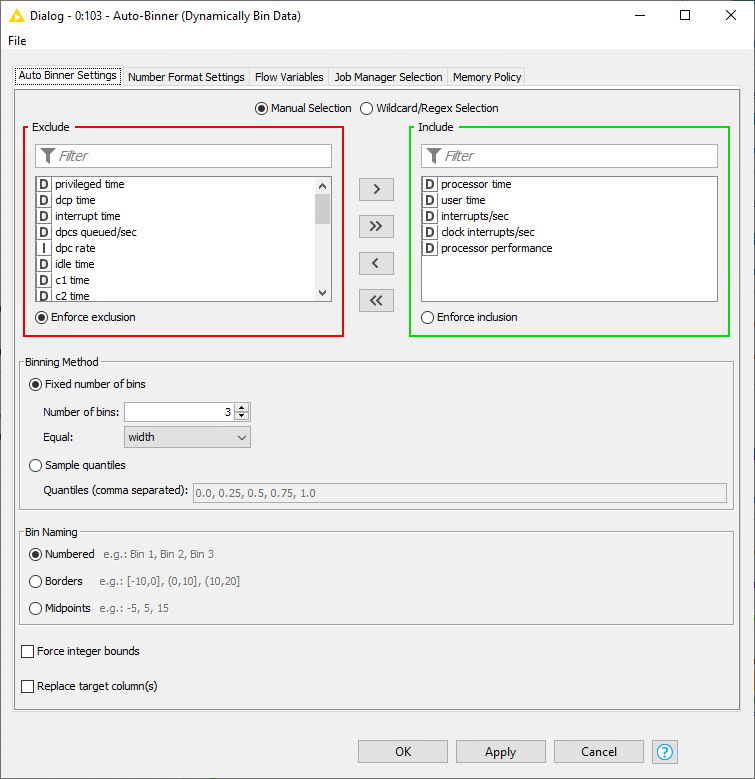 Dialog - 0:103 - Auto-Binner (Dynamically Bin Data)
File
Auto Binner Settings Number Format Settings Flow Variables Job Manager Selection Memory Policy
Manual Selection Wildcard/Regex Selection
Exclude
Filter
D privileged time
D dcp time
D interrupt time
D dpcs queued/sec
I dpc rate
D idle time
D c1 time
D c2 time
Enforce exclusion
>
>>
<
<<
Include
Filter
D processor time
D user time
D interrupts/sec
D clock interrupts/sec
D processor performance
Enforce inclusion
Binning Method
Fixed number of bins
Number of bins: 3
Equal: width
Sample quantiles
Quantiles (comma separated): 0.0, 0.25, 0.5, 0.75, 1.0
Bin Naming
Numbered e.g.: Bin 1, Bin 2, Bin 3
Borders e.g.: [-10,0], (0,10], (10,20]
Midpoints e.g.: -5, 5, 15
Force integer bounds
Replace target column(s)
OK Apply Cancel ?